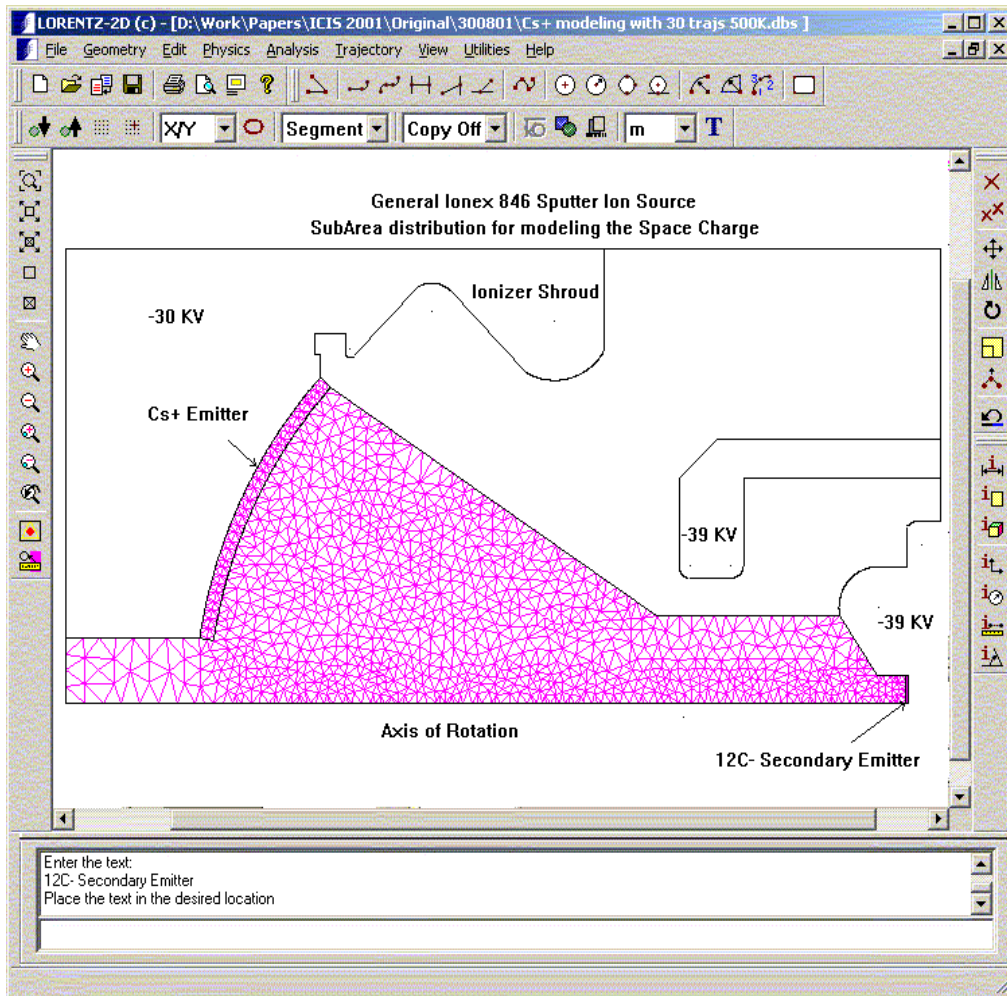 LORENTZ-2D (c) - [D:\Work\Papers\ICIS 2001\Original\300801\Cs+ modeling with 30 trajs 500K.dbs ]
File Geometry Edit Physics Analysis Trajectory View Utilities Help
X/Y Segment Copy Off m T
General Ionex 846 Sputter Ion Source
SubArea distribution for modeling the Space Charge
Ionizer Shroud
-30 KV
Cs+ Emitter
-39 KV
-39 KV
Axis of Rotation
12C- Secondary Emitter
Enter the text:
12C- Secondary Emitter
Place the text in the desired location